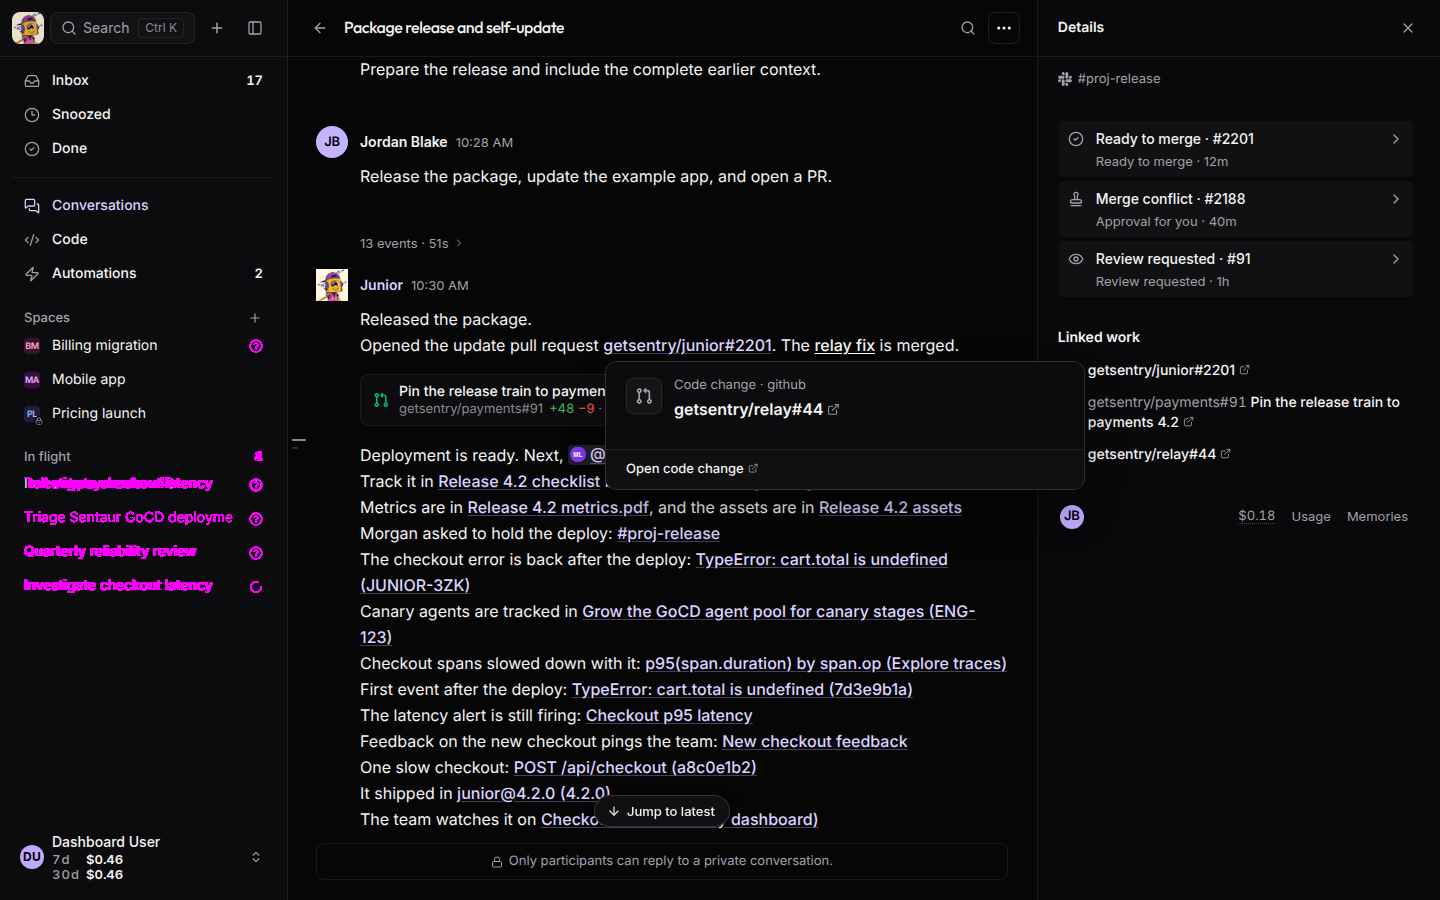 Search Ctrl K
Inbox 17
Snoozed
Done
Conversations
Code
Automations 2
Spaces
BM Billing migration
MA Mobile app
PL Pricing launch
In flight
Triage Sentaur GoCD deployme
Quarterly reliability review
Investigate checkout latency
DU Dashboard User
7d $0.46
30d $0.46
Package release and self-update
Prepare the release and include the complete earlier context.
JB Jordan Blake 10:28 AM
Release the package, update the example app, and open a PR.
13 events · 51s
Junior 10:30 AM
Released the package.
Opened the update pull request getsentry/junior#2201. The relay fix is merged.
Pin the release train to paymen
getsentry/payments#91 +48 −9 ·
Code change · github
getsentry/relay#44
Open code change
Deployment is ready. Next, ML @
Track it in Release 4.2 checklist
Metrics are in Release 4.2 metrics.pdf, and the assets are in Release 4.2 assets
Morgan asked to hold the deploy: #proj-release
The checkout error is back after the deploy: TypeError: cart.total is undefined
(JUNIOR-3ZK)
Canary agents are tracked in Grow the GoCD agent pool for canary stages (ENG-
123)
Checkout spans slowed down with it: p95(span.duration) by span.op (Explore traces)
First event after the deploy: TypeError: cart.total is undefined (7d3e9b1a)
The latency alert is still firing: Checkout p95 latency
Feedback on the new checkout pings the team: New checkout feedback
One slow checkout: POST /api/checkout (a8c0e1b2)
It shipped in junior@4.2.0 (4.2.0)
Jump to latest
The team watches it on Checko dashboard)
Only participants can reply to a private conversation.
Details
#proj-release
Ready to merge · #2201
Ready to merge · 12m
Merge conflict · #2188
Approval for you · 40m
Review requested · #91
Review requested · 1h
Linked work
getsentry/junior#2201
getsentry/payments#91 Pin the release train to
payments 4.2
getsentry/relay#44
JB $0.18 Usage Memories